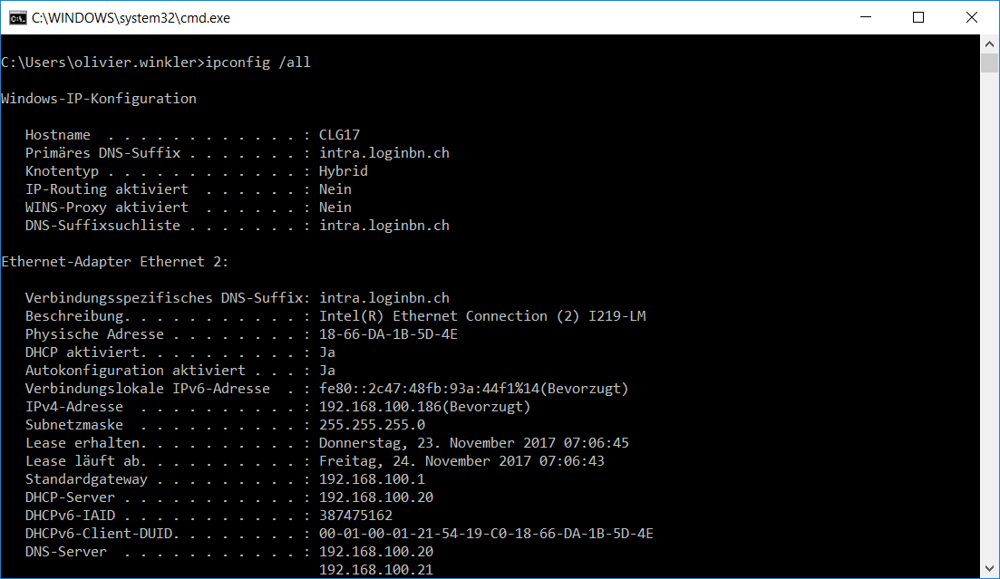 C:\WINDOWS\system32\cmd.exe
C:\Users\olivier.winkler>ipconfig /all
Windows-IP-Konfiguration
Hostname  . . . . . . . . . . . . : CLG17
Primäres DNS-Suffix . . . . . . . : intra.loginbn.ch
Knotentyp . . . . . . . . . . . . : Hybrid
IP-Routing aktiviert  . . . . . . : Nein
WINS-Proxy aktiviert  . . . . . . : Nein
DNS-Suffixsuchliste . . . . . . . : intra.loginbn.ch
Ethernet-Adapter Ethernet 2:
Verbindungsspezifisches DNS-Suffix: intra.loginbn.ch
Beschreibung. . . . . . . . . . . : Intel(R) Ethernet Connection (2) I219-LM
Physische Adresse . . . . . . . . : 18-66-DA-1B-5D-4E
DHCP aktiviert. . . . . . . . . . : Ja
Autokonfiguration aktiviert . . . : Ja
Verbindungslokale IPv6-Adresse  . : fe80::2c47:48fb:93a:44f1%14(Bevorzugt)
IPv4-Adresse  . . . . . . . . . . : 192.168.100.186(Bevorzugt)
Subnetzmaske  . . . . . . . . . . : 255.255.255.0
Lease erhalten. . . . . . . . . . : Donnerstag, 23. November 2017 07:06:45
Lease läuft ab. . . . . . . . . . : Freitag, 24. November 2017 07:06:43
Standardgateway . . . . . . . . . : 192.168.100.1
DHCP-Server . . . . . . . . . . . : 192.168.100.20
DHCPv6-IAID . . . . . . . . . . . : 387475162
DHCPv6-Client-DUID. . . . . . . . : 00-01-00-01-21-54-19-C0-18-66-DA-1B-5D-4E
DNS-Server  . . . . . . . . . . . : 192.168.100.20
192.168.100.21